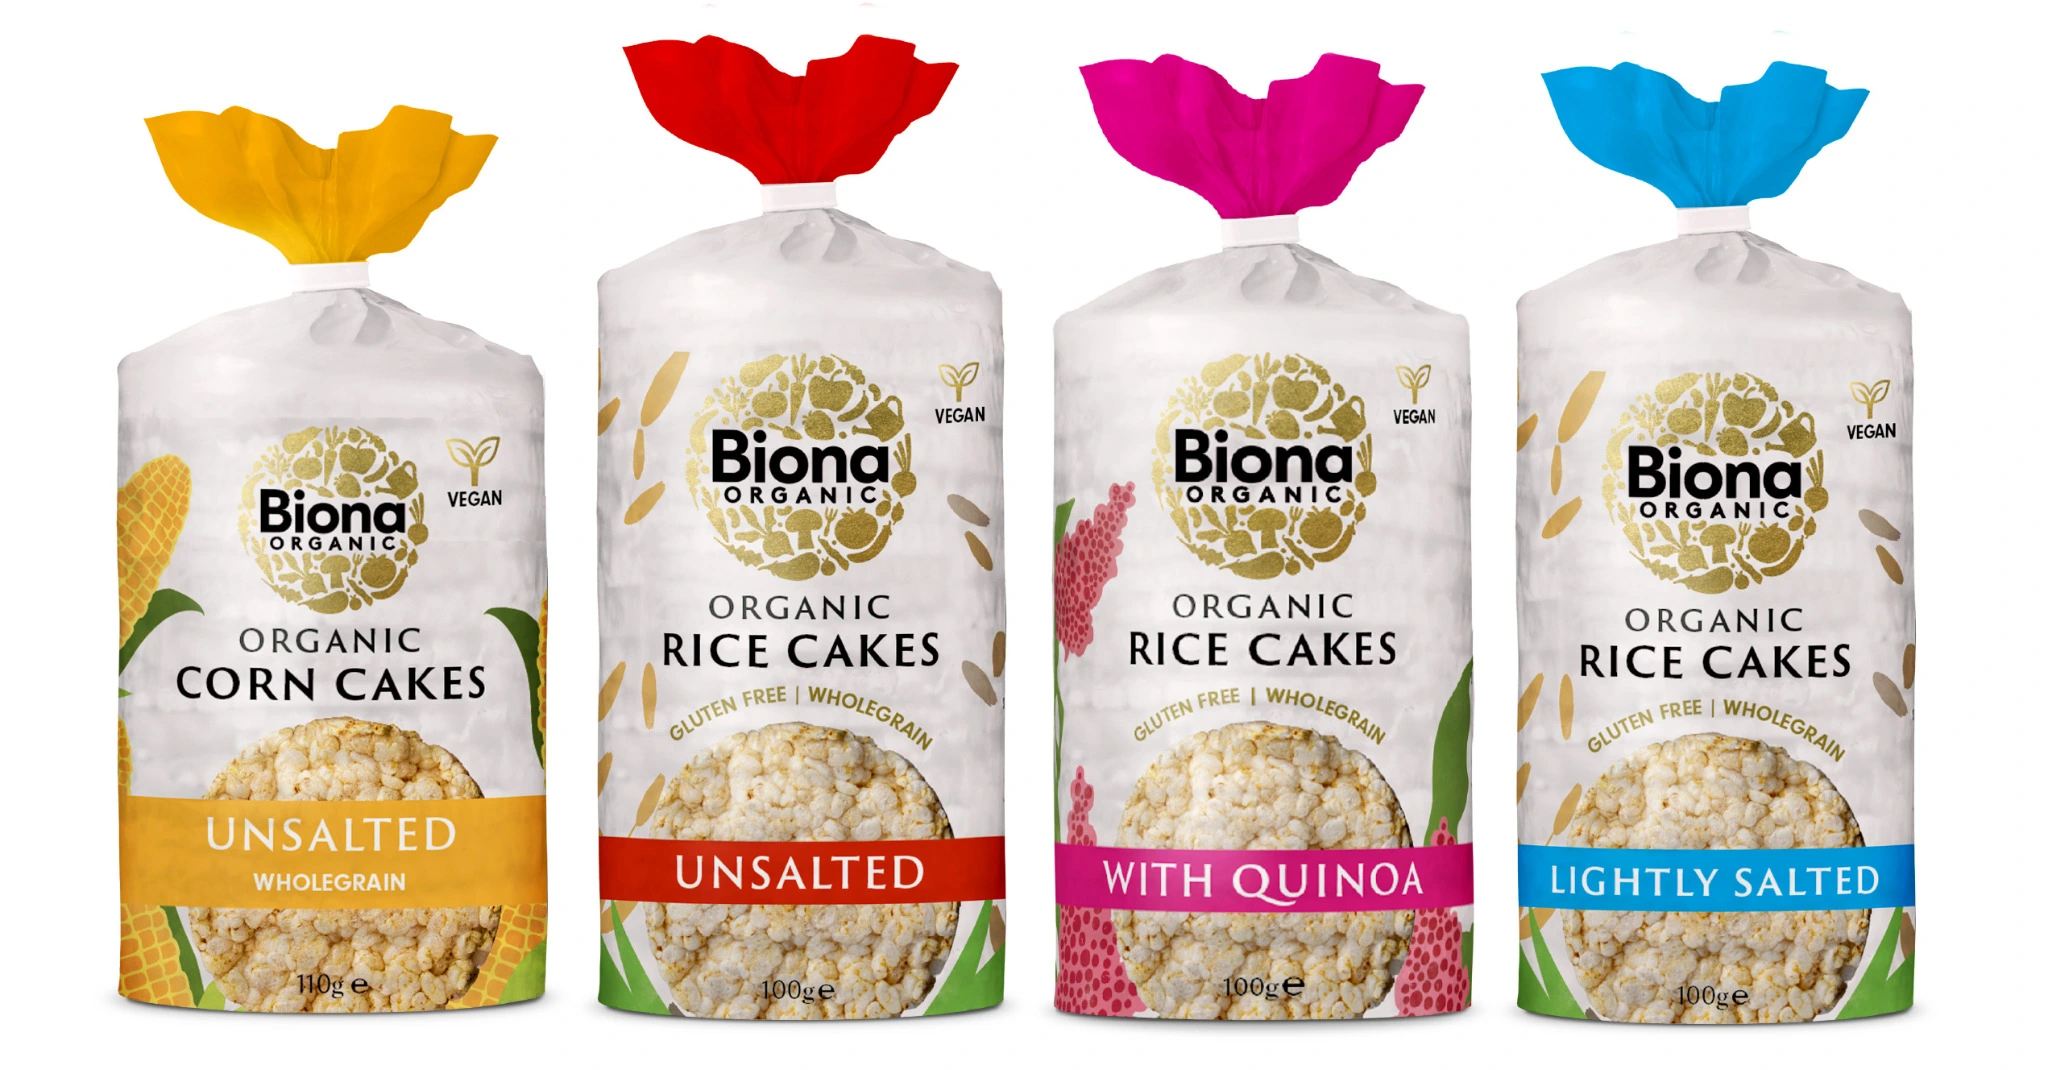 Biona
ORGANIC
VEGAN
ORGANIC
CORN CAKES
UNSALTED
WHOLEGRAIN
110g e
Biona
ORGANIC
VEGAN
ORGANIC
RICE CAKES
GLUTEN FREE | WHOLEGRAIN
UNSALTED
100g e
Biona
ORGANIC
VEGAN
ORGANIC
RICE CAKES
GLUTEN FREE | WHOLEGRAIN
WITH QUINOA
100g e
Biona
ORGANIC
VEGAN
ORGANIC
RICE CAKES
GLUTEN FREE | WHOLEGRAIN
LIGHTLY SALTED
100g e